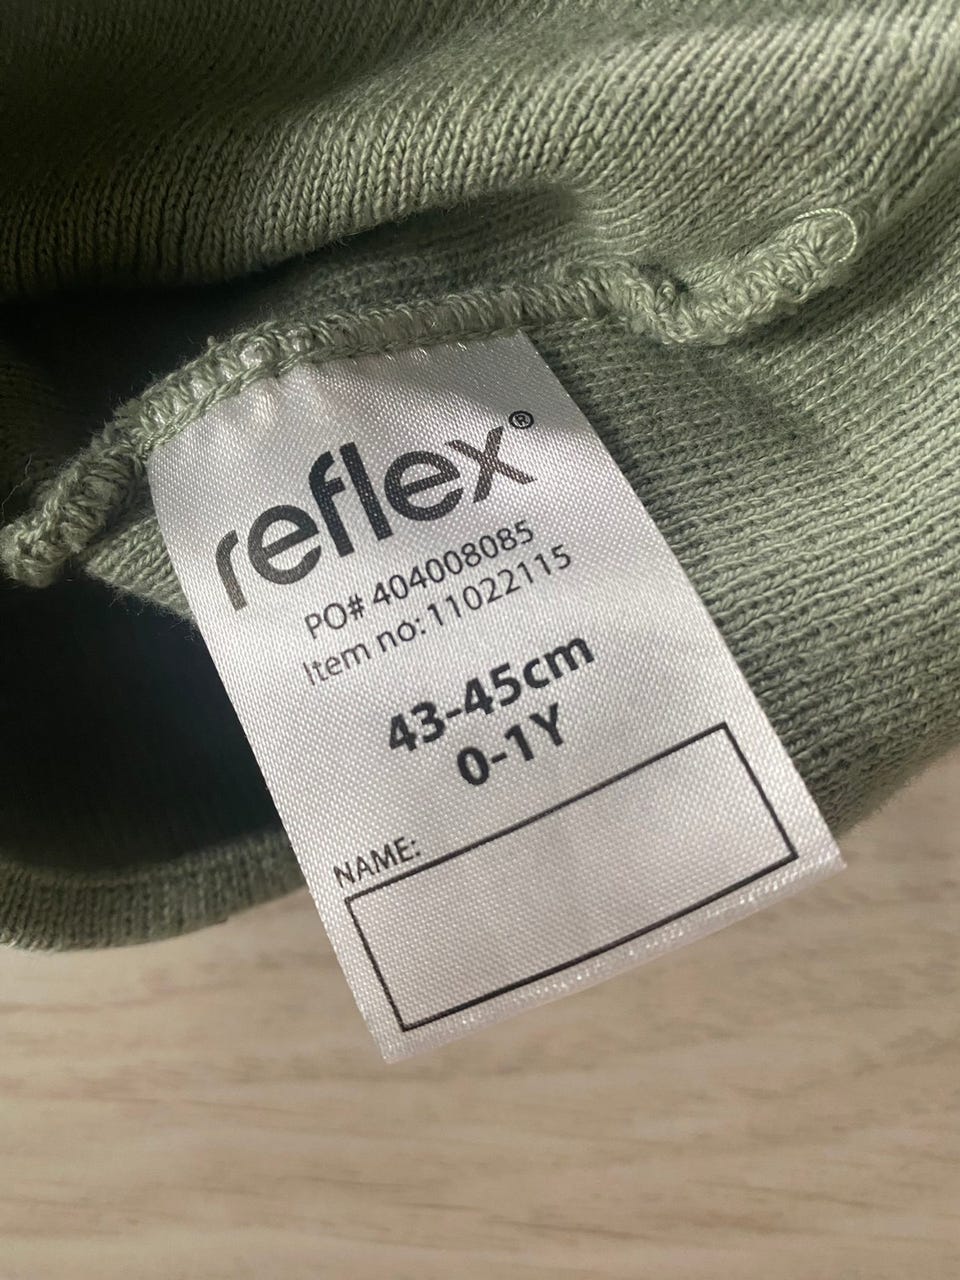 reflex®
PO# 404008085
Item no: 11022115
43-45cm
0-1Y
NAME: